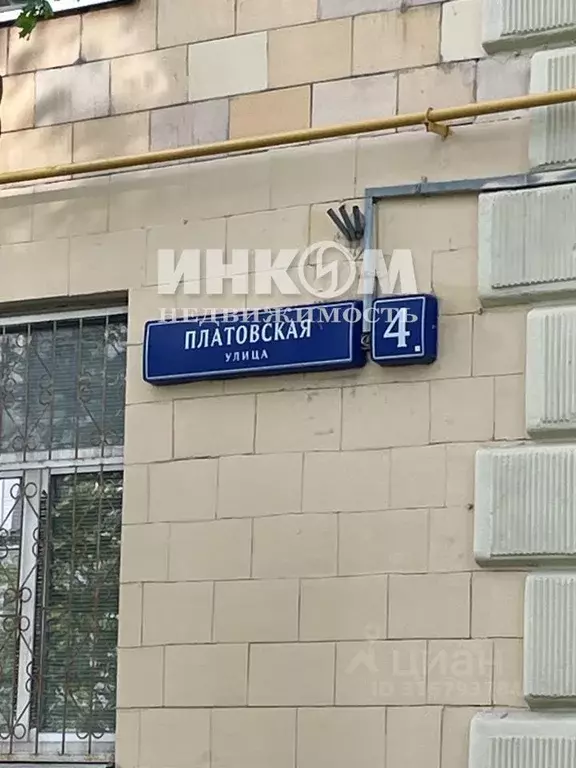 ИНКОМ
НЕДВИЖИМОСТЬ
ПЛАТОВСКАЯ
УЛИЦА
4.
циан